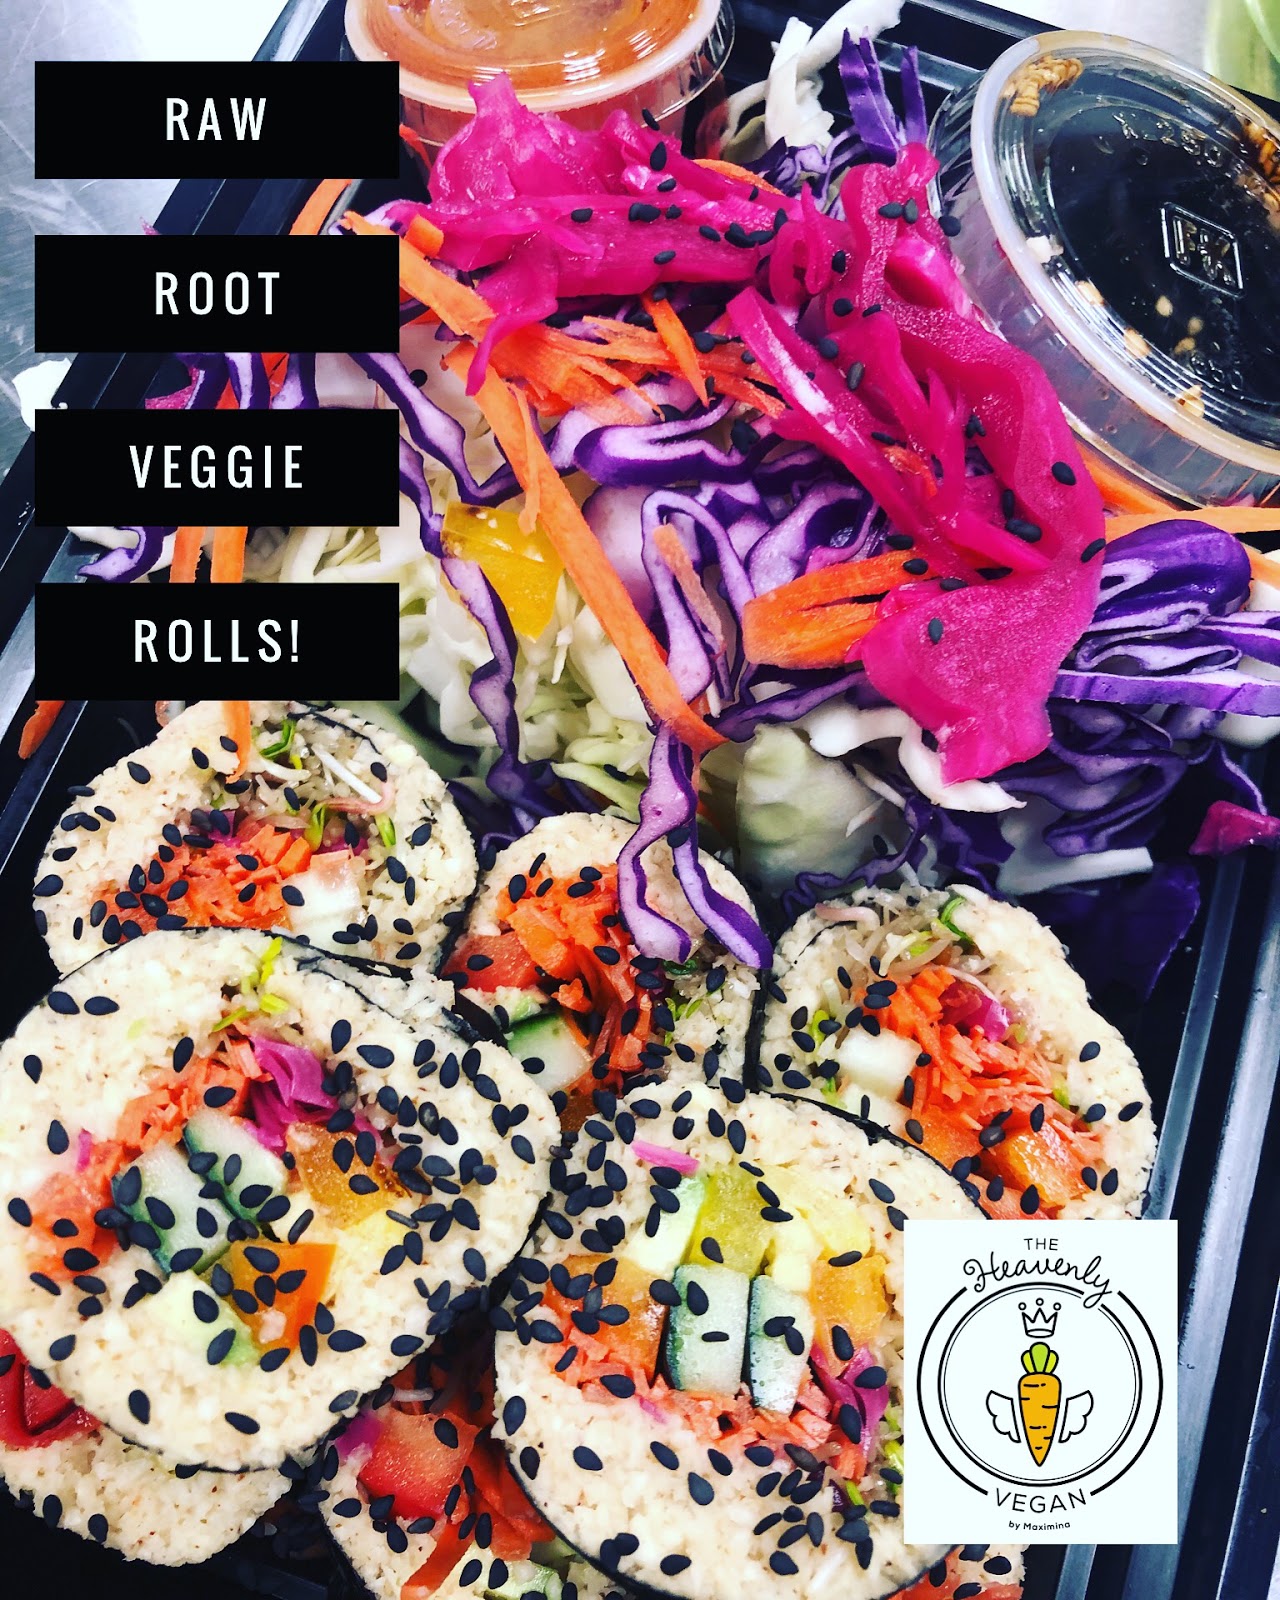 RAW
ROOT
VEGGIE
ROLLS!
THE
Heavenly
VEGAN
by Maximina